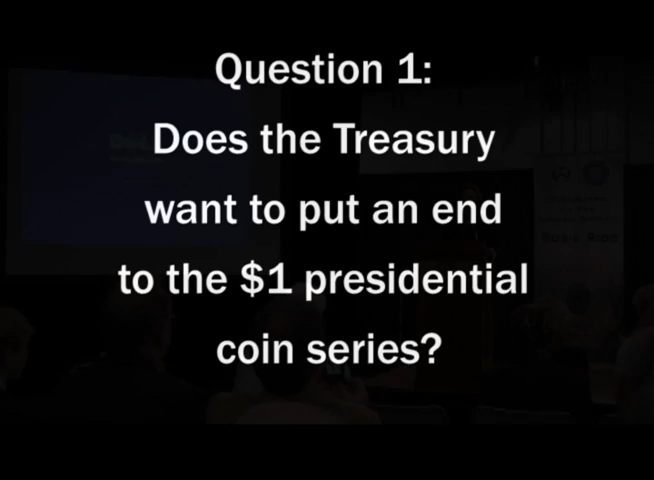 Question 1:
Does the Treasury
want to put an end
to the $1 presidential
coin series?